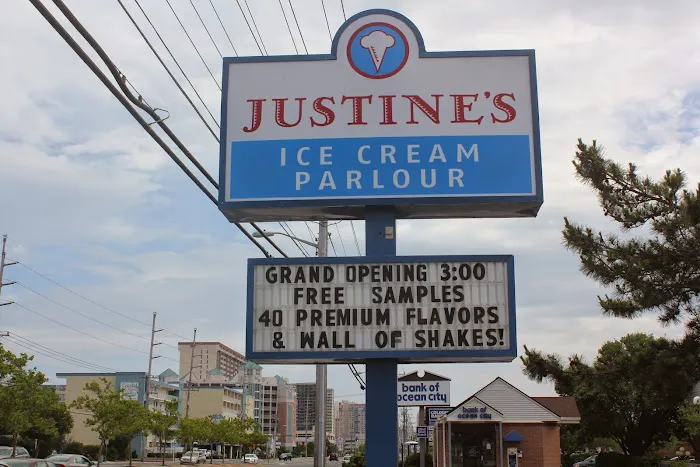 JUSTINE'S
ICE CREAM
PARLOUR
GRAND OPENING 3:00
FREE SAMPLES
40 PREMIUM FLAVORS
& WALL OF SHAKES!
bank of
ocean city
bank of
ocean city